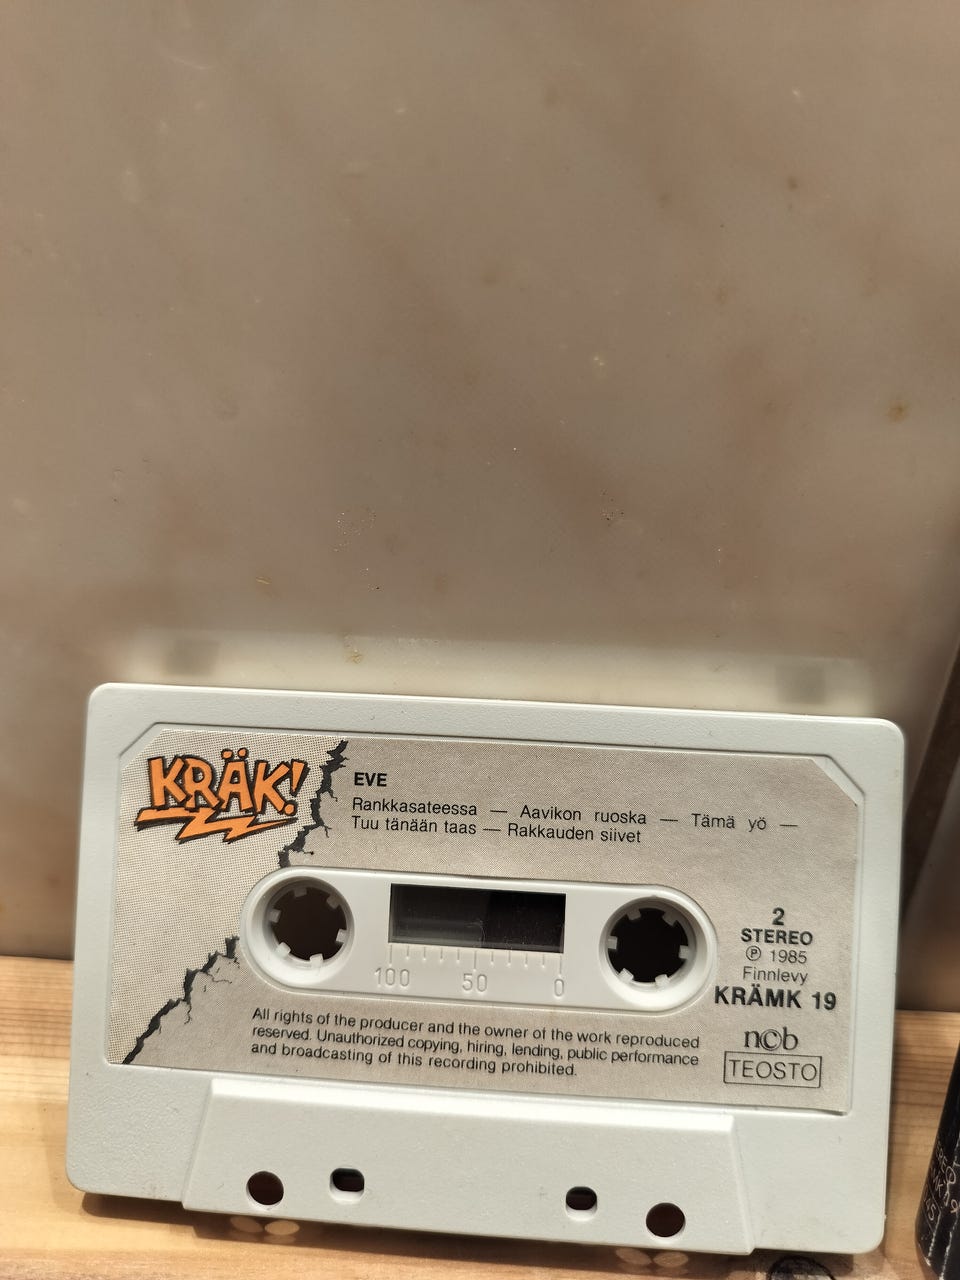 KRÄK!
EVE
Rankkasateessa — Aavikon ruoska — Tämä yö —
Tuu tänään taas — Rakkauden siivet
2
STEREO
℗ 1985
Finnlevy
KRÄMK 19
100 50 0
All rights of the producer and the owner of the work reproduced
reserved. Unauthorized copying, hiring, lending, public performance
and broadcasting of this recording prohibited.
n©b
TEOSTO